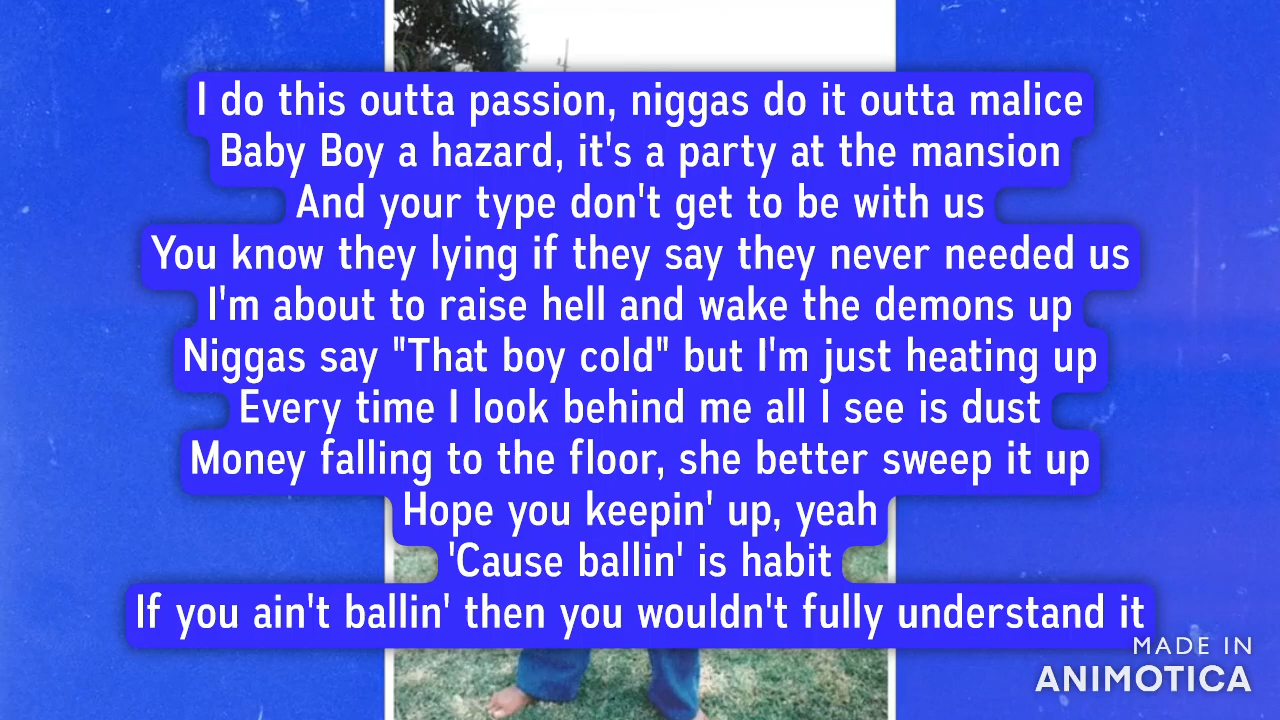 I do this outta passion, niggas do it outta malice
Baby Boy a hazard, it's a party at the mansion
And your type don't get to be with us
You know they lying if they say they never needed us
I'm about to raise hell and wake the demons up
Niggas say "That boy cold" but I'm just heating up
Every time I look behind me all I see is dust
Money falling to the floor, she better sweep it up
Hope you keepin' up, yeah
'Cause ballin' is habit
If you ain't ballin' then you wouldn't fully understand it
MADE IN
ANIMOTICA